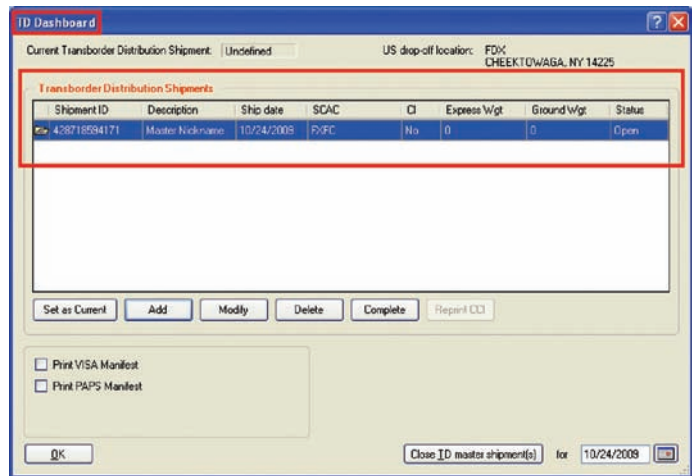 ID Dashboard
Current Transborder Distribution Shipment: Undefined US drop-off location: FDX
CHEEKTOWAGA, NY 14225
Transborder Distribution Shipments
Shipment ID Description Ship date SCAC CI Express Wgt Ground Wgt Status
428718594171 Master Nickname 10/24/2009 FXFC No 0 0 Open
Set as Current Add Modify Delete Complete Reprint CCI
Print VISA Manifest
Print PAPS Manifest
OK Close ID master shipment(s) for 10/24/2009